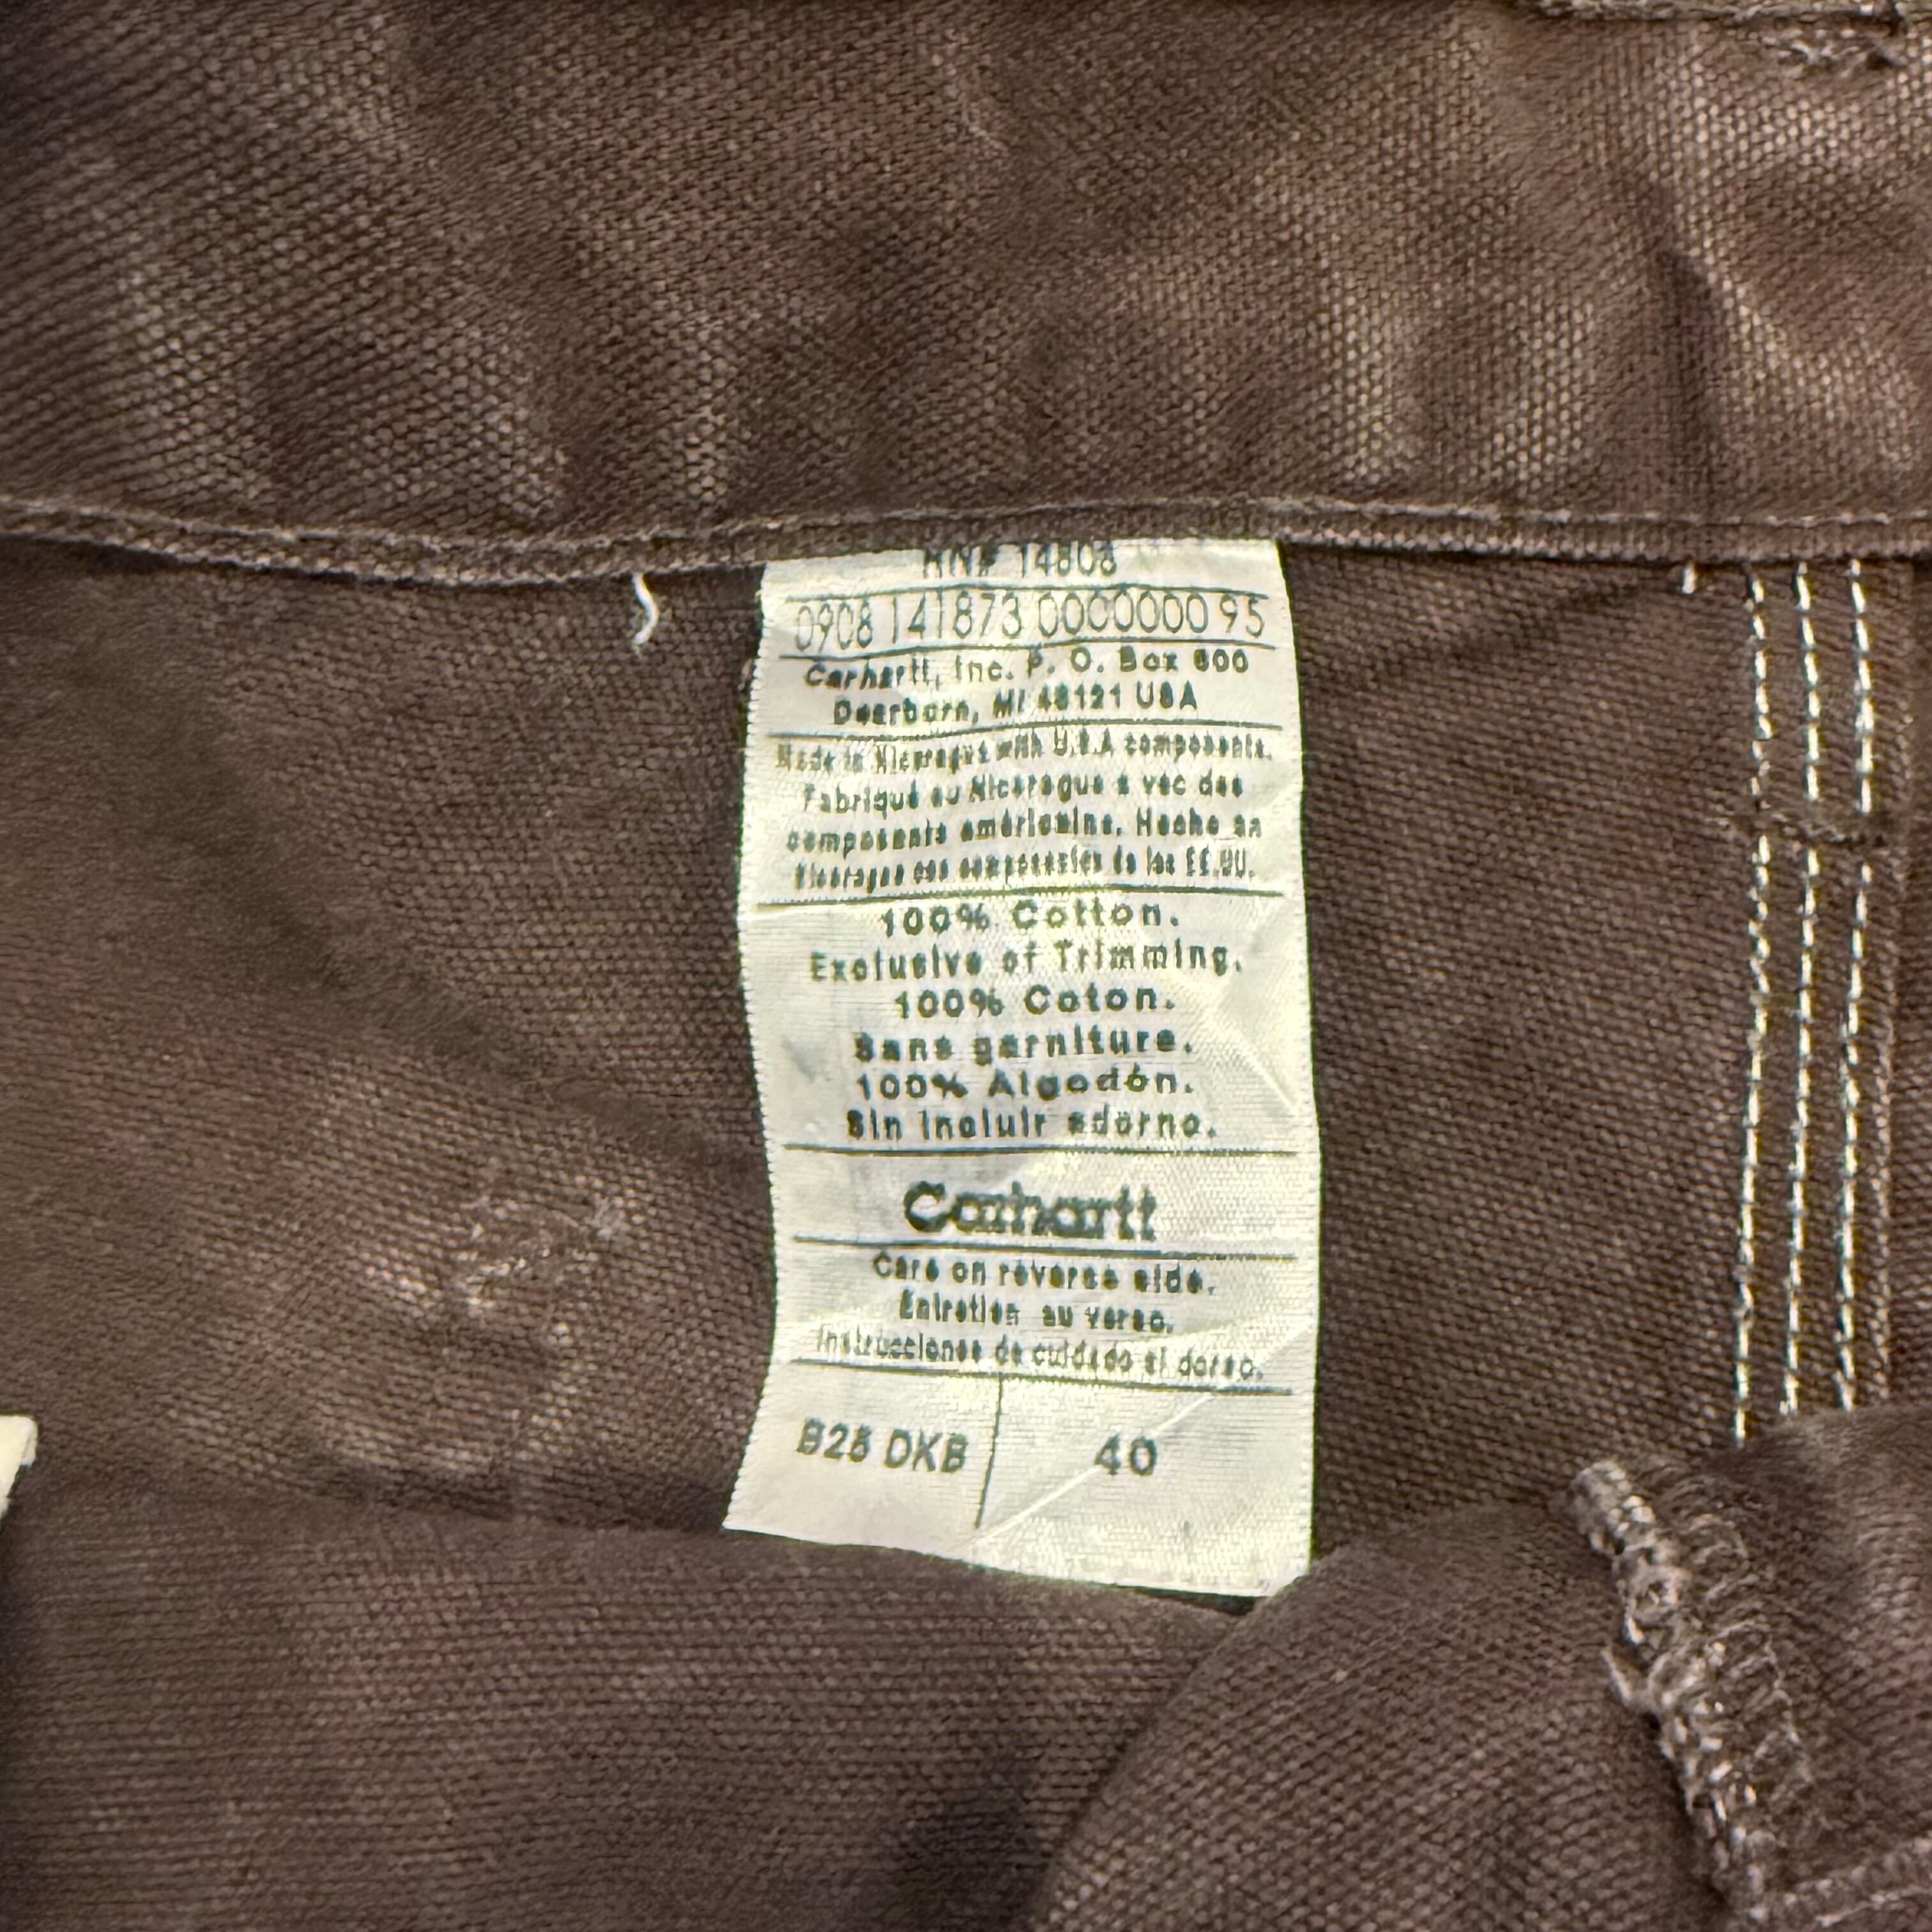 RN# 14806
0908 141873 0000000 95
Carhartt, Inc. P. O. Box 600
Dearborn, MI 48121 USA
Made in Nicaragua with U.S.A components.
Fabriqué au Nicaragua a vec des
composants américains. Hecho en
Nicaragua con componentes de los EE.UU.
100% Cotton.
Exclusive of Trimming.
100% Coton.
Sans garniture.
100% Algodón.
Sin incluir adorno.
Carhartt
Care on reverse side.
Entretien au verso.
Instrucciones de cuidado al dorso.
DKB 40